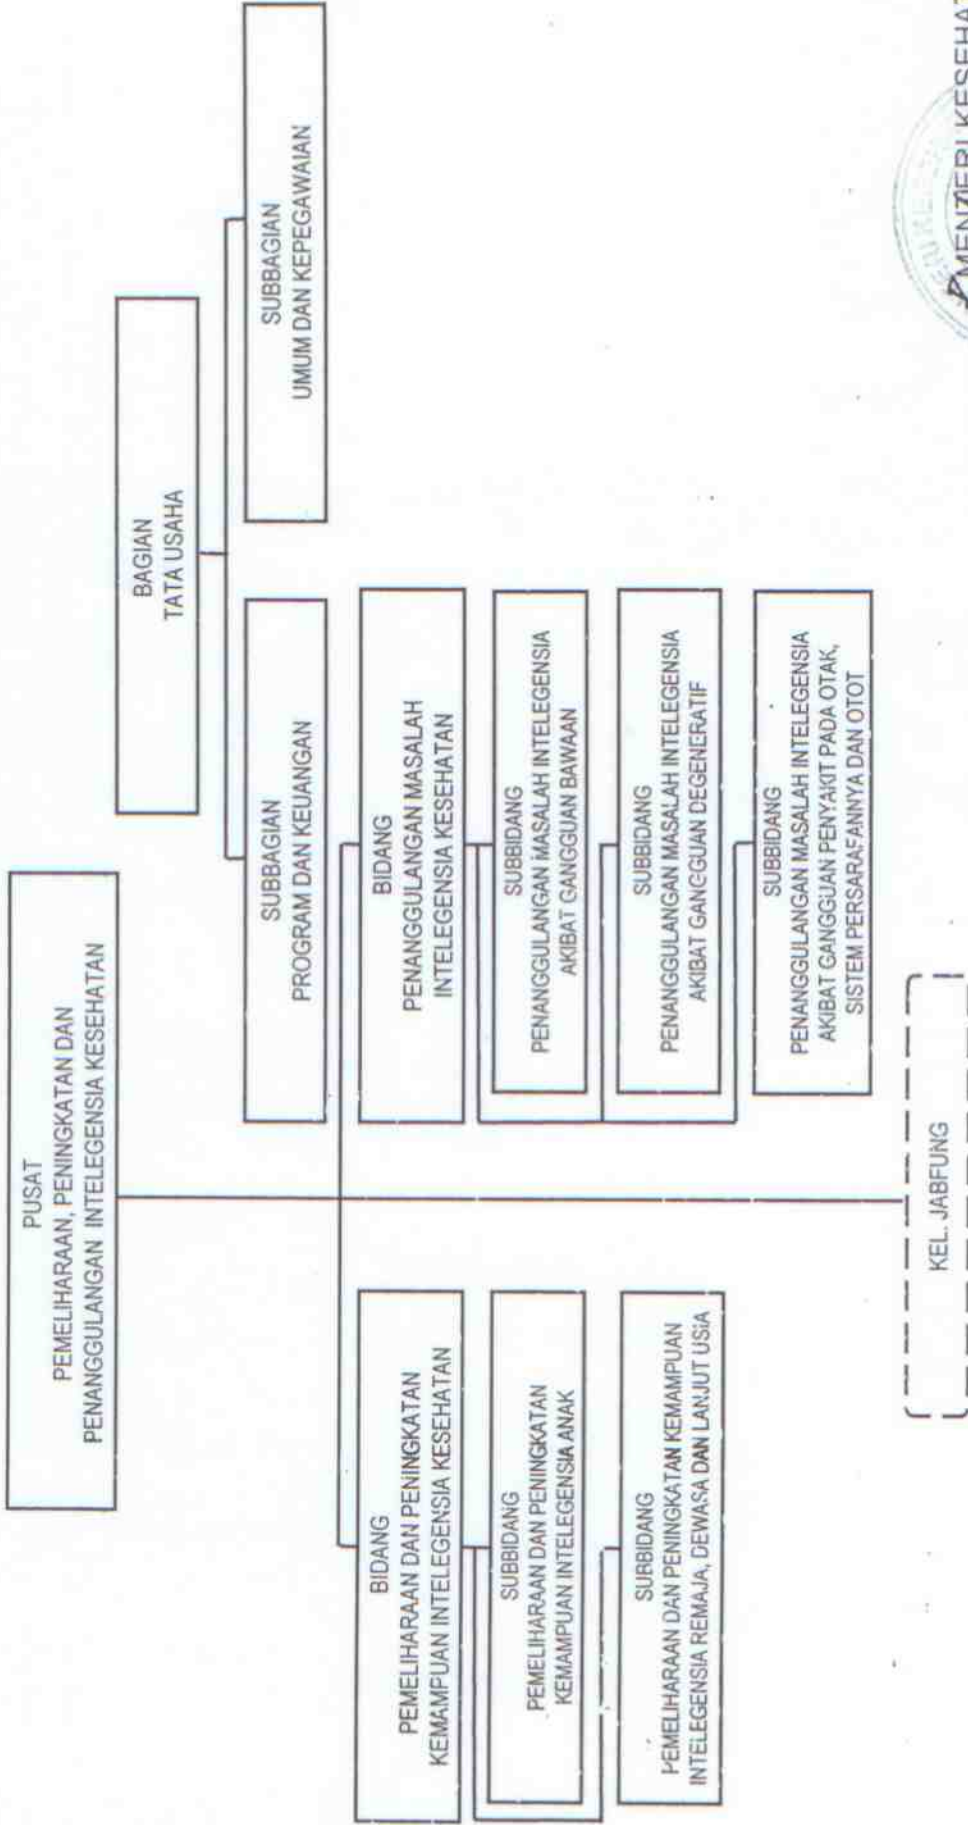 PUSAT
PEMELIHARAAN, PENINGKATAN DAN
PENANGGULANGAN INTELEGENSIA KESEHATAN
BAGIAN
TATA USAHA
SUBBAGIAN
PROGRAM DAN KEUANGAN
SUBBAGIAN
UMUM DAN KEPEGAWAIAN
BIDANG
PEMELIHARAAN DAN PENINGKATAN
KEMAMPUAN INTELEGENSIA KESEHATAN
SUBBIDANG
PEMELIHARAAN DAN PENINGKATAN
KEMAMPUAN INTELEGENSIA ANAK
SUBBIDANG
PEMELIHARAAN DAN PENINGKATAN KEMAMPUAN
INTELEGENSIA REMAJA, DEWASA DAN LANJUT USIA
BIDANG
PENANGGULANGAN MASALAH
INTELEGENSIA KESEHATAN
SUBBIDANG
PENANGGULANGAN MASALAH INTELEGENSIA
AKIBAT GANGGUAN BAWAAN
SUBBIDANG
PENANGGULANGAN MASALAH INTELEGENSIA
AKIBAT GANGGUAN DEGENERATIF
SUBBIDANG
PENANGGULANGAN MASALAH INTELEGENSIA
AKIBAT GANGGUAN PENYAKIT PADA OTAK,
SISTEM PERSARAFANNYA DAN OTOT
KEL. JABFUNG
MENTERI